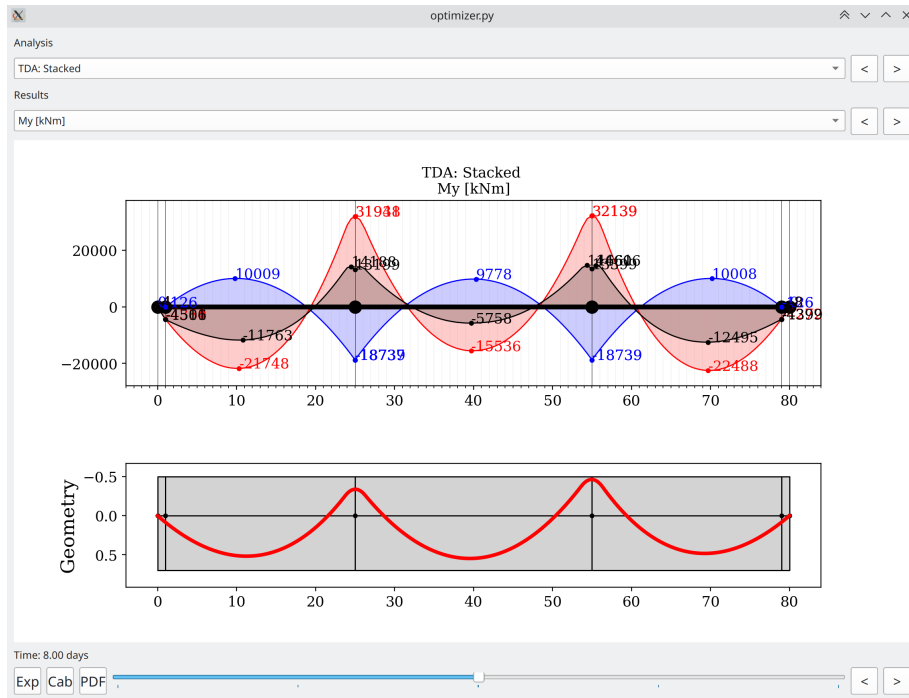 optimizer.py
Analysis
TDA: Stacked
<
>
Results
My [kNm]
<
>
TDA: Stacked
My [kNm]
32139
20000
10009
9778
10008
0
-5758
-11763
-12495
-15536
-18739
-18739
−20000
-21748
-22488
0 10 20 30 40 50 60 70 80
Geometry
−0.5
0.0
0.5
0 10 20 30 40 50 60 70 80
Time: 8.00 days
Exp Cab PDF
<
>